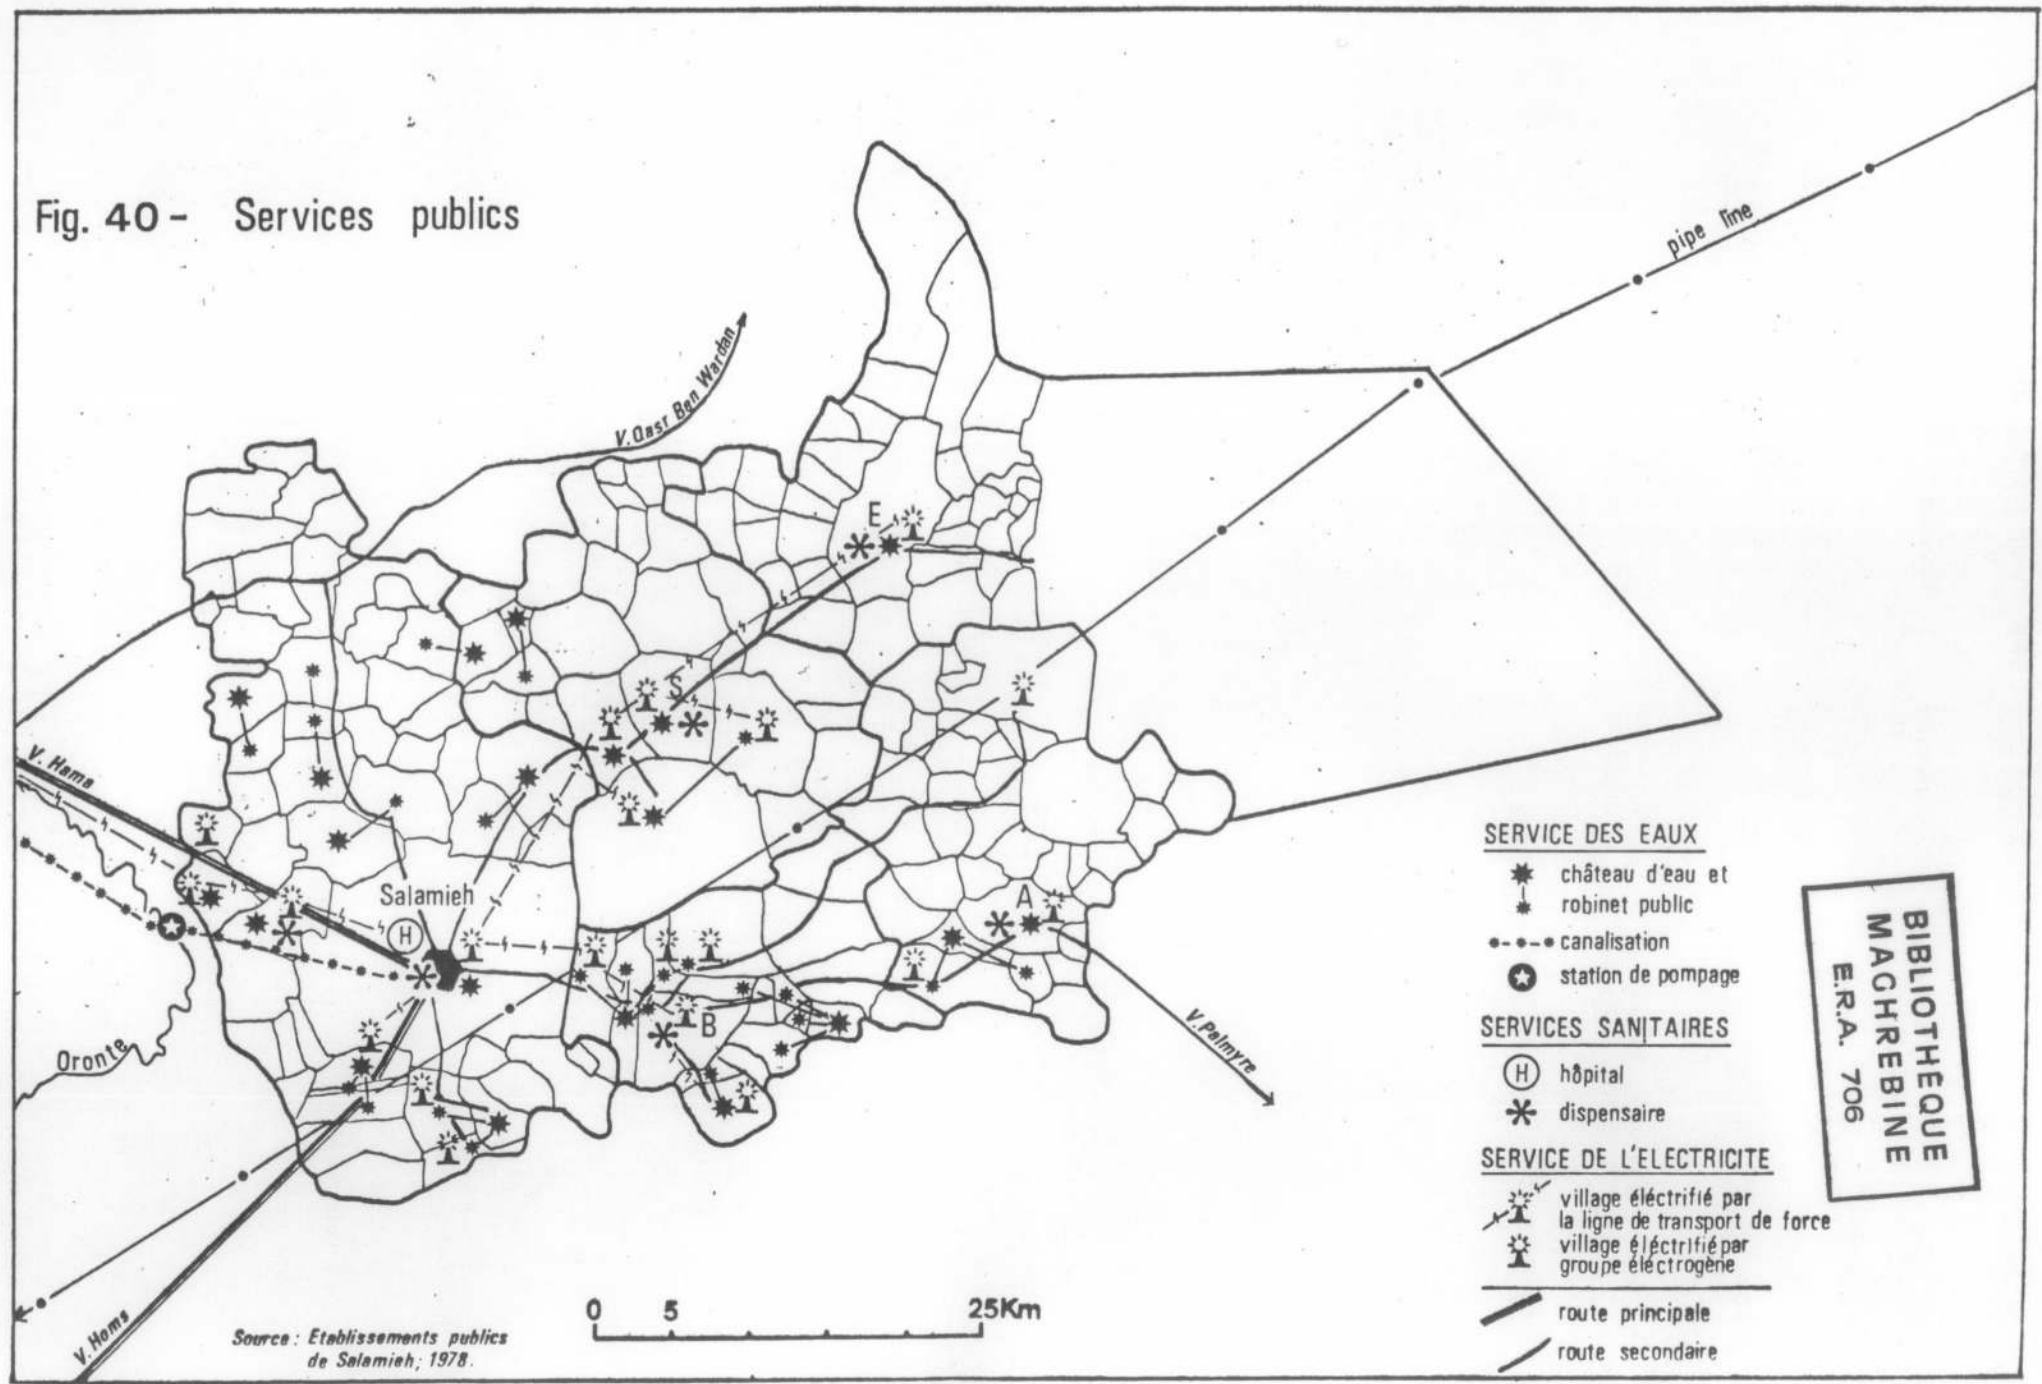 Fig. 40 - Services publics
pipe line
V. Qasr Ben Wardan
E
S
V. Hama
Salamieh
H
A
B
Oronte
V. Palmyre
V. Homs
SERVICE DES EAUX
château d'eau et
robinet public
canalisation
station de pompage
SERVICES SANITAIRES
H hôpital
dispensaire
SERVICE DE L'ELECTRICITE
village éléctrifié par
la ligne de transport de force
village éléctrifié par
groupe électrogène
route principale
route secondaire
BIBLIOTHEQUE
MAGHREBINE
E.R.A. 706
0 5 25Km
Source : Etablissements publics
de Salamieh; 1978.